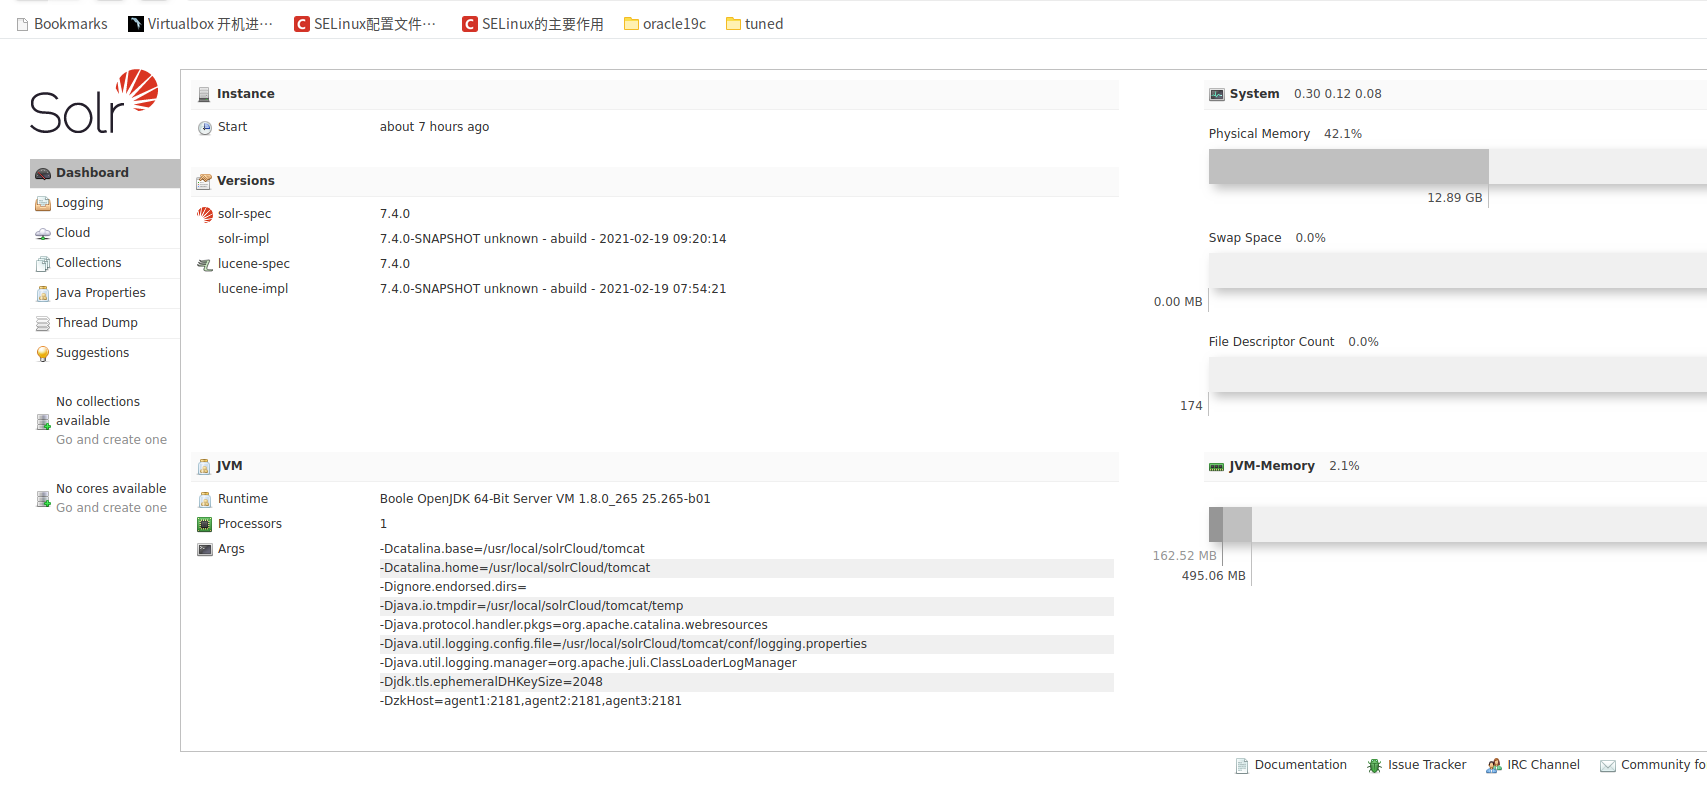 Bookmarks Virtualbox 开机进… SELinux配置文件… SELinux的主要作用 oracle19c tuned
Solr
Dashboard
Logging
Cloud
Collections
Java Properties
Thread Dump
Suggestions
No collections
available
Go and create one
No cores available
Go and create one
Instance
Start about 7 hours ago
Versions
solr-spec 7.4.0
solr-impl 7.4.0-SNAPSHOT unknown - abuild - 2021-02-19 09:20:14
lucene-spec 7.4.0
lucene-impl 7.4.0-SNAPSHOT unknown - abuild - 2021-02-19 07:54:21
JVM
Runtime Boole OpenJDK 64-Bit Server VM 1.8.0_265 25.265-b01
Processors 1
Args -Dcatalina.base=/usr/local/solrCloud/tomcat
-Dcatalina.home=/usr/local/solrCloud/tomcat
-Dignore.endorsed.dirs=
-Djava.io.tmpdir=/usr/local/solrCloud/tomcat/temp
-Djava.protocol.handler.pkgs=org.apache.catalina.webresources
-Djava.util.logging.config.file=/usr/local/solrCloud/tomcat/conf/logging.properties
-Djava.util.logging.manager=org.apache.juli.ClassLoaderLogManager
-Djdk.tls.ephemeralDHKeySize=2048
-DzkHost=agent1:2181,agent2:2181,agent3:2181
System 0.30 0.12 0.08
Physical Memory 42.1%
12.89 GB
Swap Space 0.0%
0.00 MB
File Descriptor Count 0.0%
174
JVM-Memory 2.1%
162.52 MB
495.06 MB
Documentation Issue Tracker IRC Channel Community fo